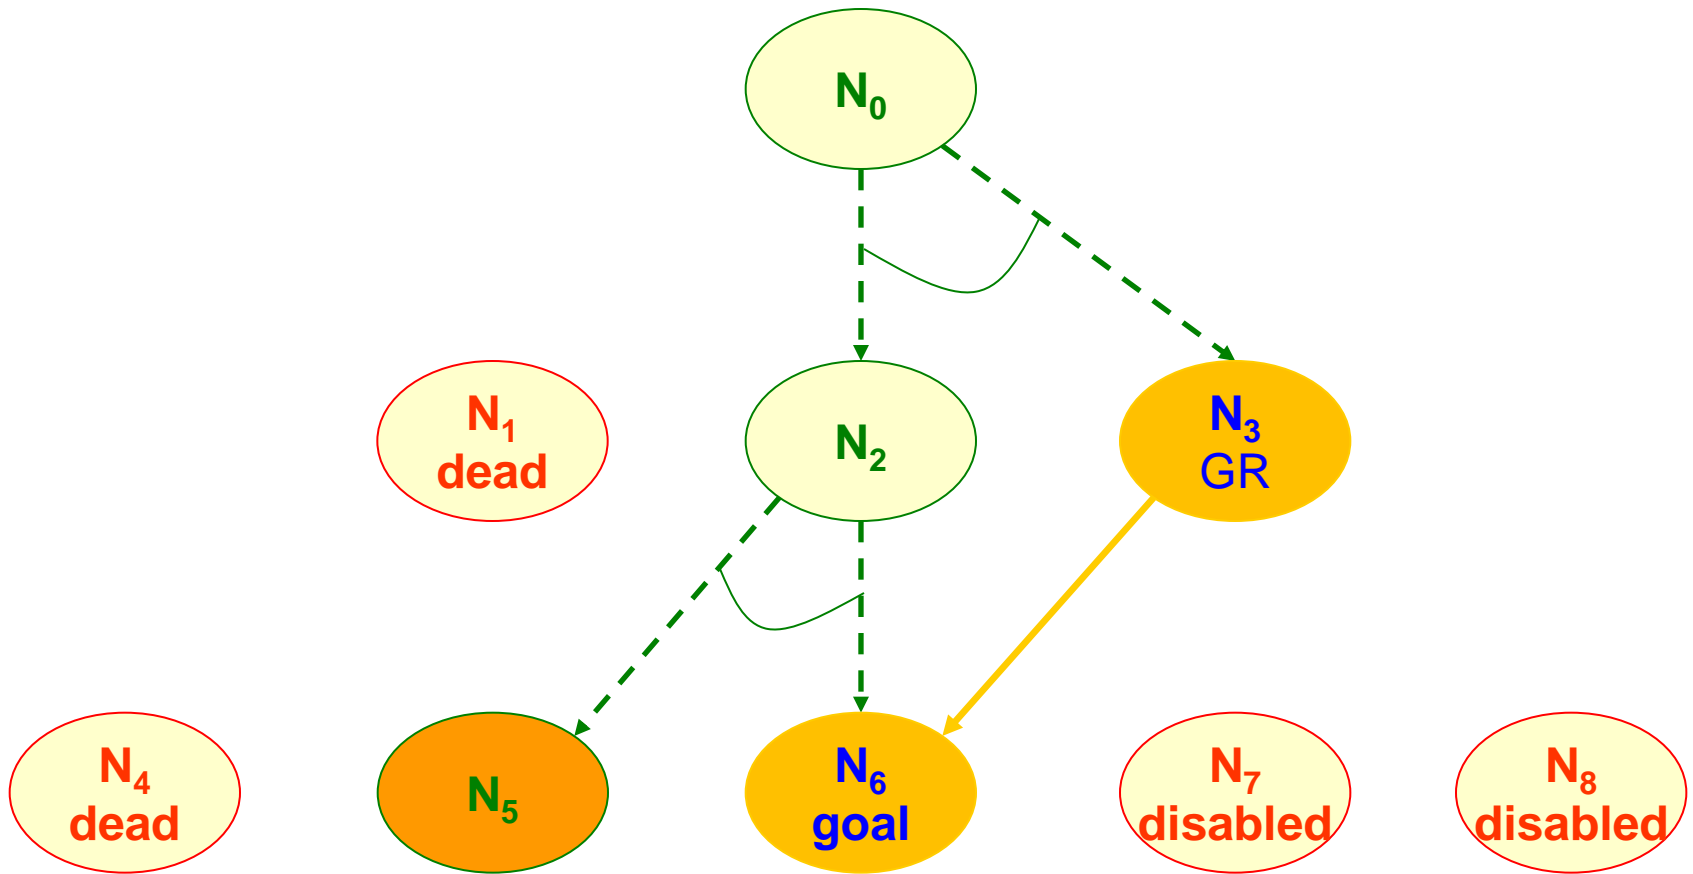 N₀
N₁
dead
N₂
N₃
GR
N₄
dead
N₅
N₆
goal
N₇
disabled
N₈
disabled